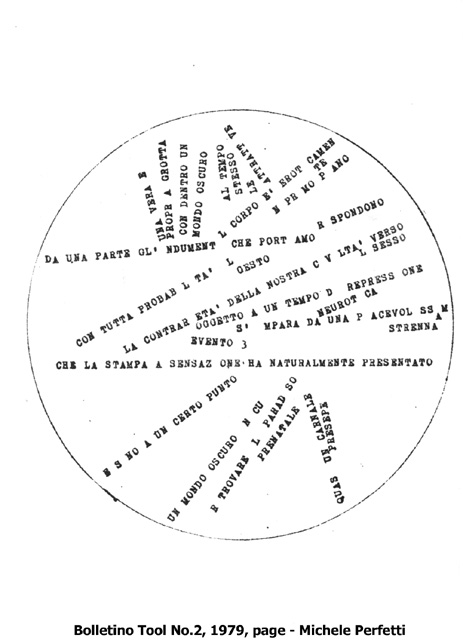 UNA VERA E
PROPR A GROTTA
CON DENTRO UN
MONDO OSCURO
AL TEMPO
STESSO
LE ATTRATT VS
L CORPO E' EROT CAMEN
TE
N PR MO P ANO
R SPONDONO
DA UNA PARTE GL' NDUMENT CHE PORT AMO
CON TUTTA PROBAB L TA' L
GESTO
LA CONTRAR ETA' DELLA NOSTRA C V LTA' VERSO
L SESSO
OGGETTO A UN TEMPO D REPRESS ONE
NEUROT CA
S' MPARA DA UNA P ACEVOL SS MA
STRENNA
EVENTO 3
CHE LA STAMPA A SENSAZ ONE HA NATURALMENTE PRESENTATO
E S NO A UN CERTO PUNTO
UN MONDO OSCURO N CU
R TROVARE L PARAD SO
PRENATALE
QUAS UN PRESEPE
CARNALE
Bolletino Tool No.2, 1979, page - Michele Perfetti